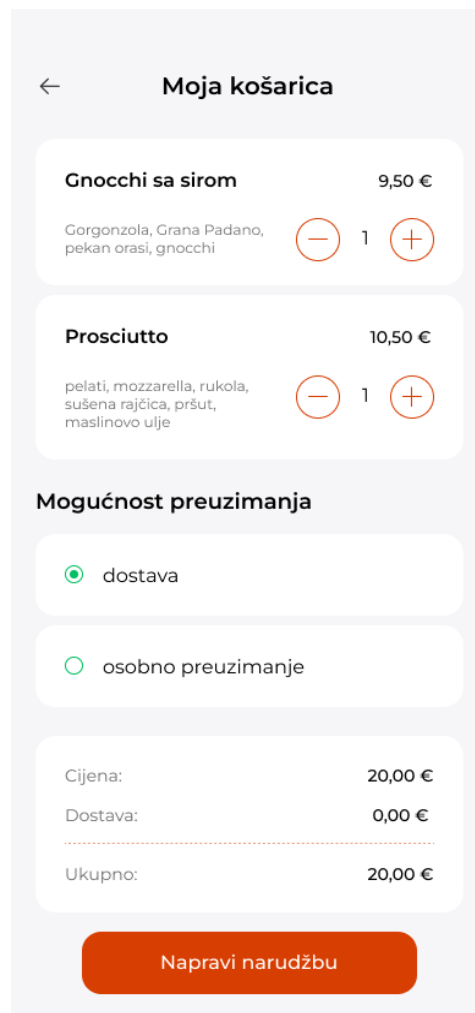 Moja košarica
Gnocchi sa sirom 9,50 €
Gorgonzola, Grana Padano,
pekan orasi, gnocchi
1
Prosciutto 10,50 €
pelati, mozzarella, rukola,
sušena rajčica, pršut,
maslinovo ulje
1
Mogućnost preuzimanja
dostava
osobno preuzimanje
Cijena: 20,00 €
Dostava: 0,00 €
Ukupno: 20,00 €
Napravi narudžbu